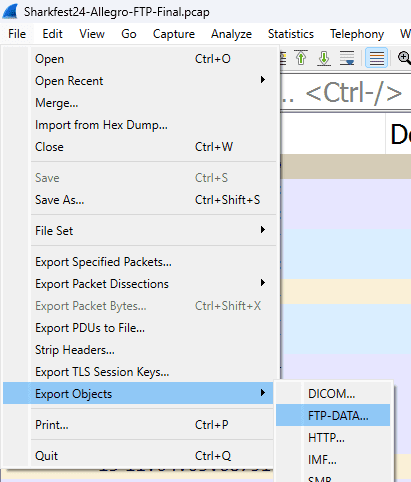 Sharkfest24-Allegro-FTP-Final.pcap
File Edit View Go Capture Analyze Statistics Telephony W
Open Ctrl+O
... <Ctrl-/>
Open Recent
Merge...
Import from Hex Dump...
Close Ctrl+W
De
Save Ctrl+S
Save As... Ctrl+Shift+S
File Set
Export Specified Packets...
Export Packet Dissections
Export Packet Bytes... Ctrl+Shift+X
Export PDUs to File...
Strip Headers...
Export TLS Session Keys...
Export Objects
DICOM...
Print... Ctrl+P
FTP-DATA...
HTTP...
Quit Ctrl+Q
IMF...
SMB